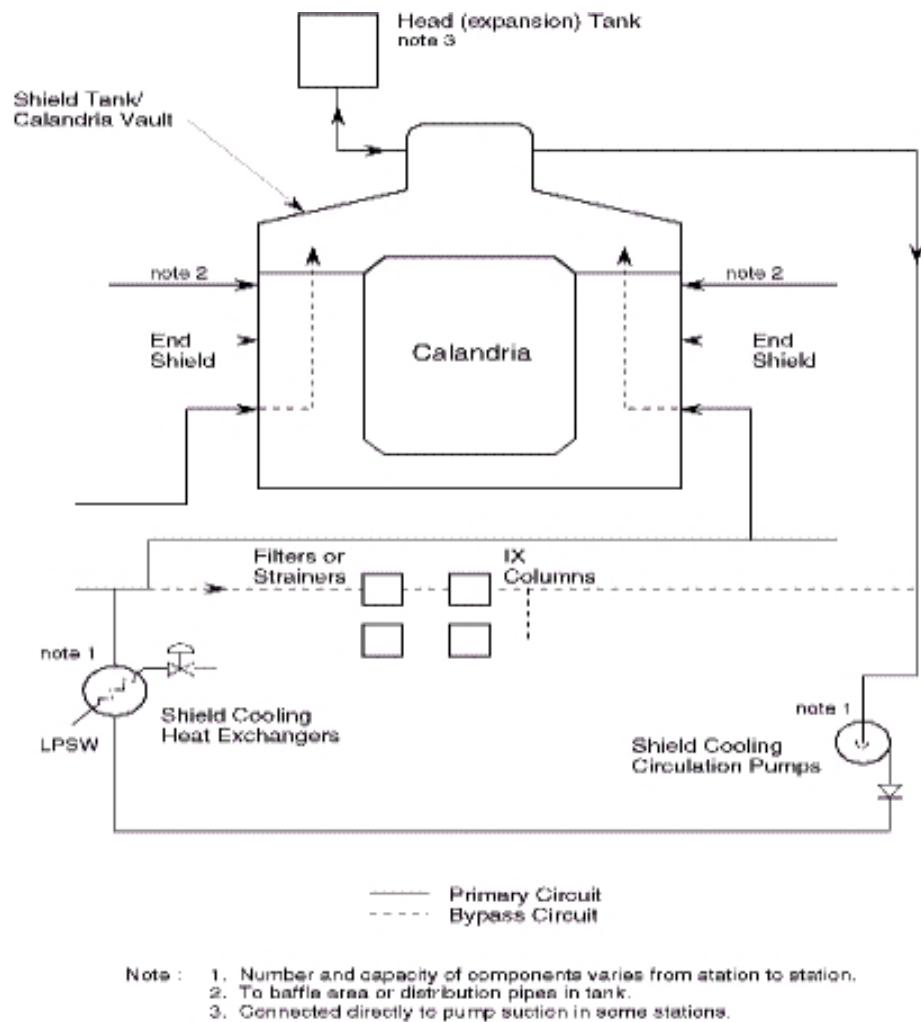 Head (expansion) Tank
note 3
Shield Tank/
Calandria Vault
note 2
note 2
End
Shield
End
Shield
Calandria
Filters or
Strainers
IX
Columns
note 1
LPSW
Shield Cooling
Heat Exchangers
note 1
Shield Cooling
Circulation Pumps
Primary Circuit
Bypass Circuit
Note : 1. Number and capacity of components varies from station to station.
2. To baffle area or distribution pipes in tank.
3. Connected directly to pump suction in some stations.